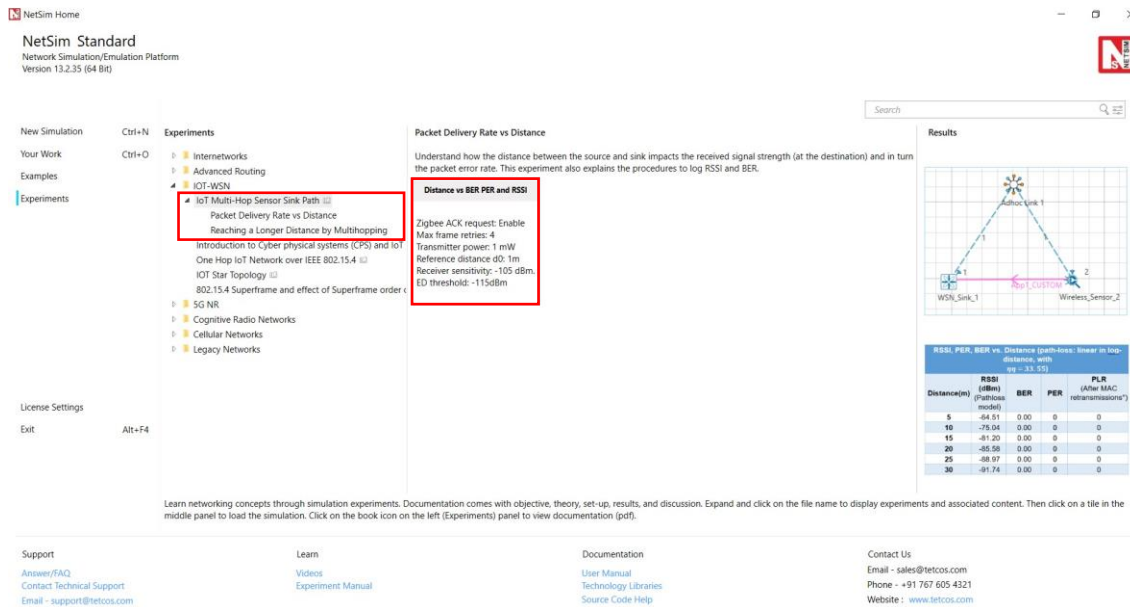 NetSim Home
NetSim Standard
Network Simulation/Emulation Platform
Version 13.2.35 (64 Bit)
NETSIM
Search
New Simulation Ctrl+N
Your Work Ctrl+O
Examples
Experiments
License Settings
Exit Alt+F4
Experiments
Internetworks
Advanced Routing
IOT-WSN
IoT Multi-Hop Sensor Sink Path
Packet Delivery Rate vs Distance
Reaching a Longer Distance by Multihopping
Introduction to Cyber physical systems (CPS) and IoT
One Hop IoT Network over IEEE 802.15.4
IOT Star Topology
802.15.4 Superframe and effect of Superframe order
5G NR
Cognitive Radio Networks
Cellular Networks
Legacy Networks
Packet Delivery Rate vs Distance
Understand how the distance between the source and sink impacts the received signal strength (at the destination) and in turn
the packet error rate. This experiment also explains the procedures to log RSSI and BER.
Distance vs BER PER and RSSI
Zigbee ACK request: Enable
Max frame retries: 4
Transmitter power: 1 mW
Reference distance d0: 1m
Receiver sensitivity: -105 dBm.
ED threshold: -115dBm
Results
Adhoc Link 1
1
1
2
App1_CUSTOM
WSN_Sink_1
Wireless_Sensor_2
RSSI, PER, BER vs. Distance (path-loss: linear in log-
distance, with
ηη = 33. 55)
Distance(m) RSSI (dBm) (Pathloss model) BER PER PLR (After MAC retransmissions*)
5 -64.51 0.00 0 0
10 -75.04 0.00 0 0
15 -81.20 0.00 0 0
20 -85.58 0.00 0 0
25 -88.97 0.00 0 0
30 -91.74 0.00 0 0
Learn networking concepts through simulation experiments. Documentation comes with objective, theory, set-up, results, and discussion. Expand and click on the file name to display experiments and associated content. Then click on a tile in the
middle panel to load the simulation. Click on the book icon on the left (Experiments) panel to view documentation (pdf).
Support
Answer/FAQ
Contact Technical Support
Email - support@tetcos.com
Learn
Videos
Experiment Manual
Documentation
User Manual
Technology Libraries
Source Code Help
Contact Us
Email - sales@tetcos.com
Phone - +91 767 605 4321
Website : www.tetcos.com